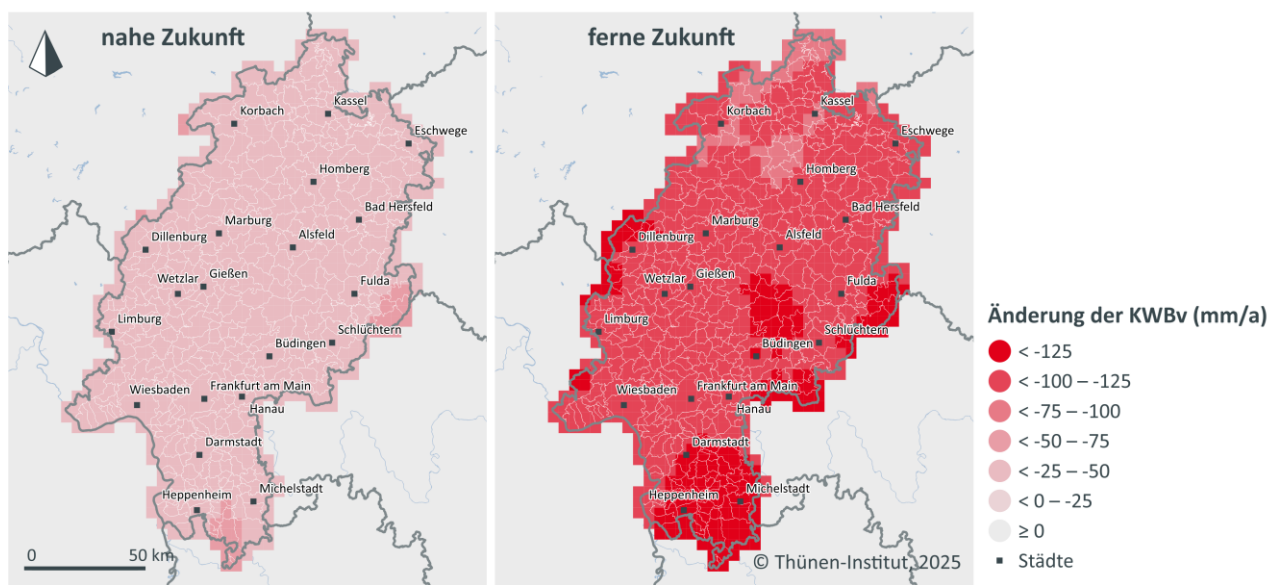 nahe Zukunft
Kassel
Korbach
Eschwege
Homberg
Bad Hersfeld
Marburg
Dillenburg
Alsfeld
Wetzlar
Gießen
Fulda
Limburg
Schlüchtern
Büdingen
Wiesbaden
Frankfurt am Main
Hanau
Darmstadt
Heppenheim
Michelstadt
0
50 km
ferne Zukunft
Kassel
Korbach
Eschwege
Homberg
Bad Hersfeld
Marburg
Dillenburg
Alsfeld
Wetzlar
Gießen
Fulda
Limburg
Schlüchtern
Büdingen
Wiesbaden
Frankfurt am Main
Hanau
Darmstadt
Heppenheim
Michelstadt
© Thünen-Institut, 2025
Änderung der KWBv (mm/a)
< -125
< -100 – -125
< -75 – -100
< -50 – -75
< -25 – -50
< 0 – -25
≥ 0
Städte